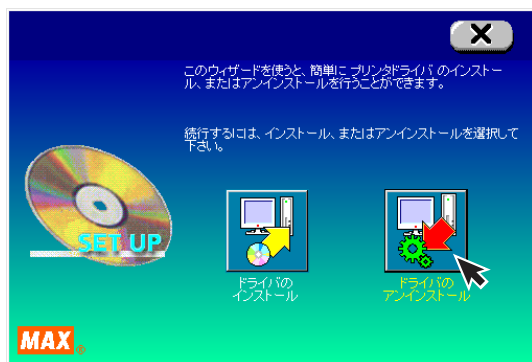 X
このウィザードを使うと、簡単に プリンタドライバ のインストー
ル、またはアンインストールを行うことができます。
続行するには、インストール、またはアンインストールを選択して
下さい。
SET UP
ドライバの
インストール
ドライバの
アンインストール
MAX®